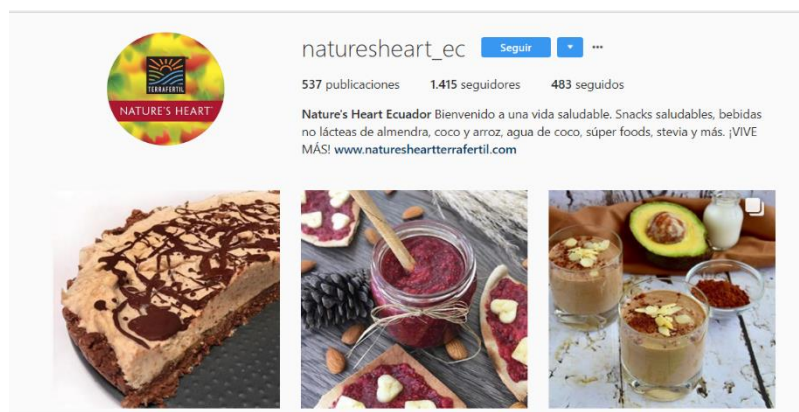 TERRAFERTIL
NATURE'S HEART
naturesheart_ec Seguir
537 publicaciones 1.415 seguidores 483 seguidos
Nature's Heart Ecuador Bienvenido a una vida saludable. Snacks saludables, bebidas
no lácteas de almendra, coco y arroz, agua de coco, súper foods, stevia y más. ¡VIVE
MÁS! www.naturesheartterrafertil.com